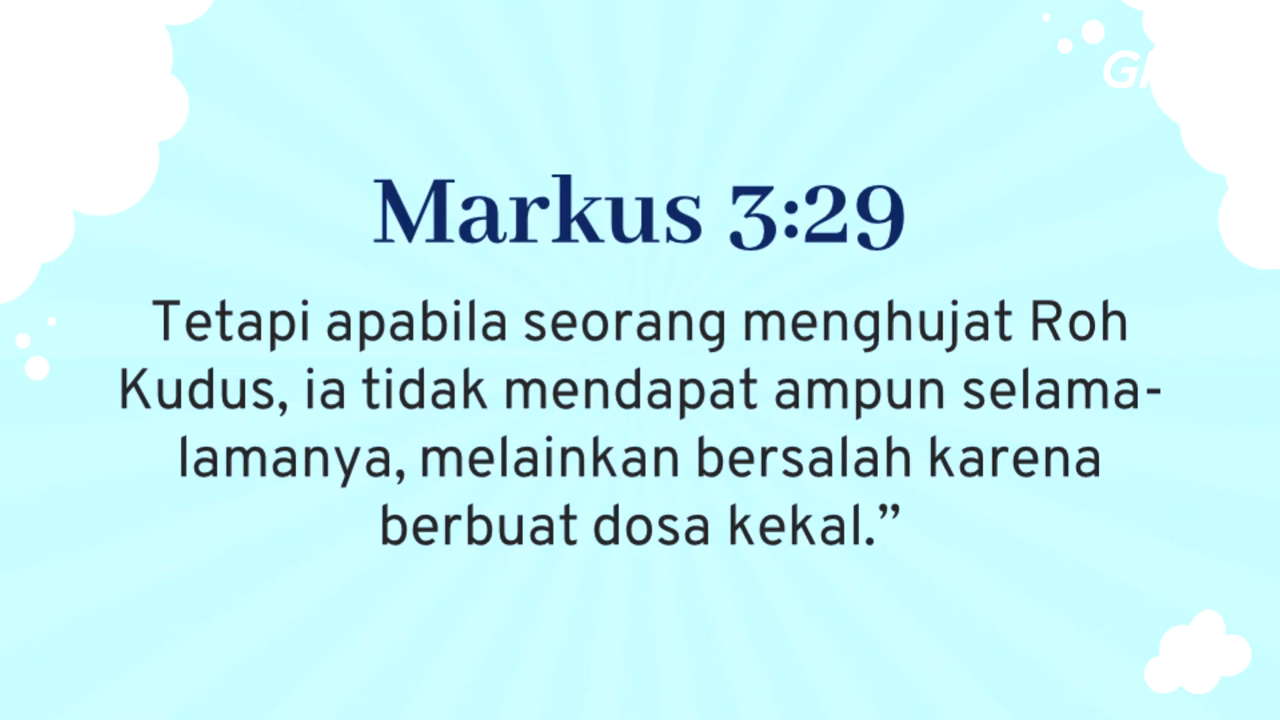 Markus 3:29
Tetapi apabila seorang menghujat Roh
Kudus, ia tidak mendapat ampun selama-
lamanya, melainkan bersalah karena
berbuat dosa kekal.”